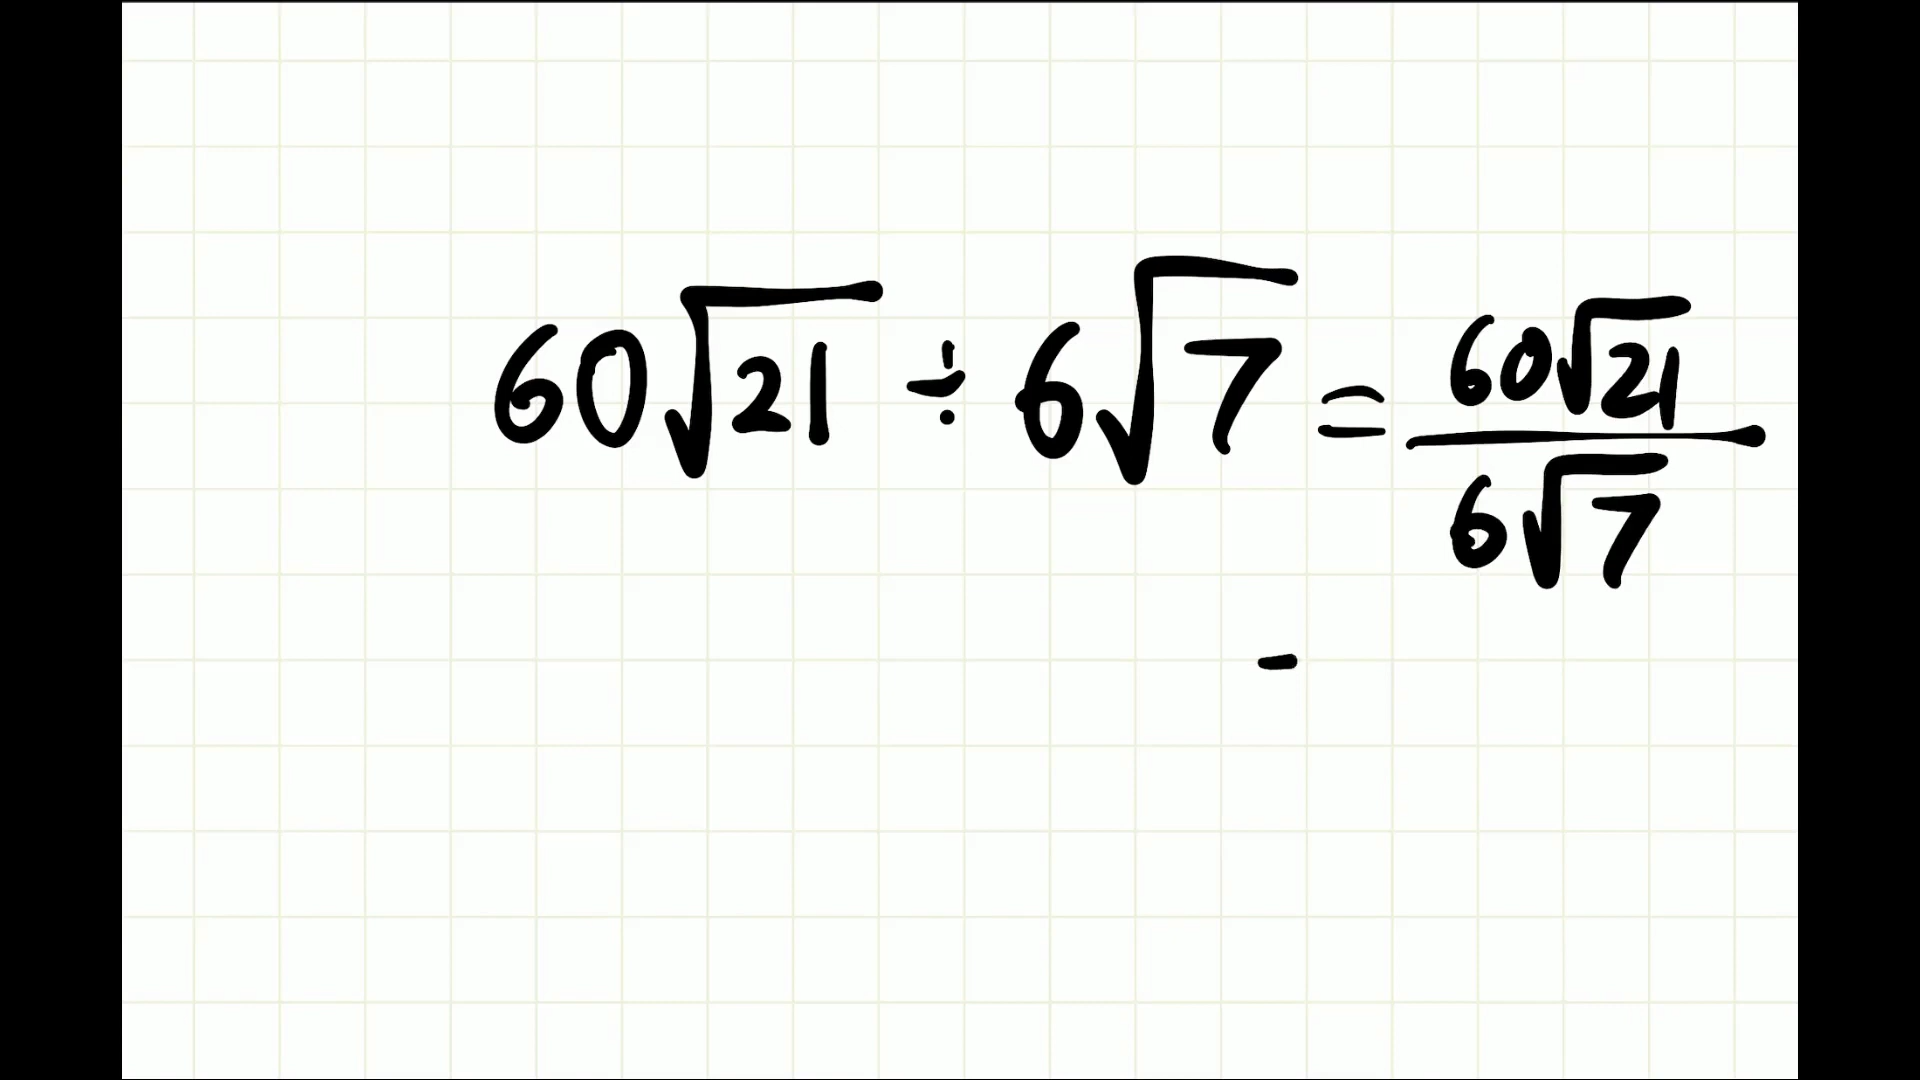 60√21 ÷ 6√7 = 60√21 / 6√7
-